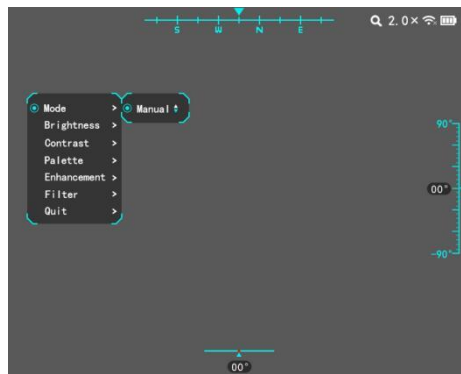 S W N E
2.0×
Mode > Manual
Brightness >
Contrast >
Palette >
Enhancement >
Filter >
Quit >
90°
00°
-90°
00°